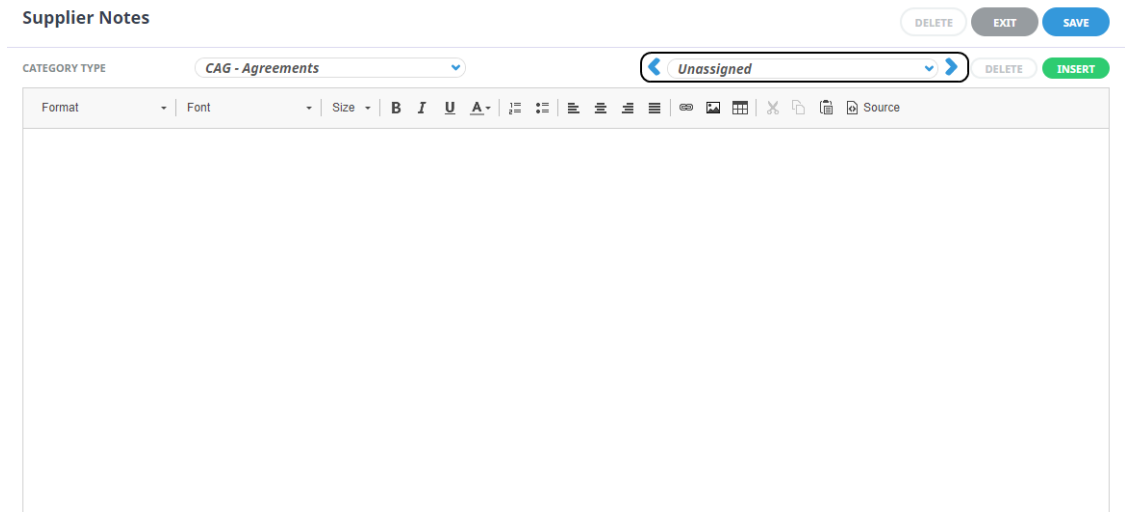 Supplier Notes
DELETE EXIT SAVE
CATEGORY TYPE CAG - Agreements Unassigned DELETE INSERT
Format Font Size B I U A Source